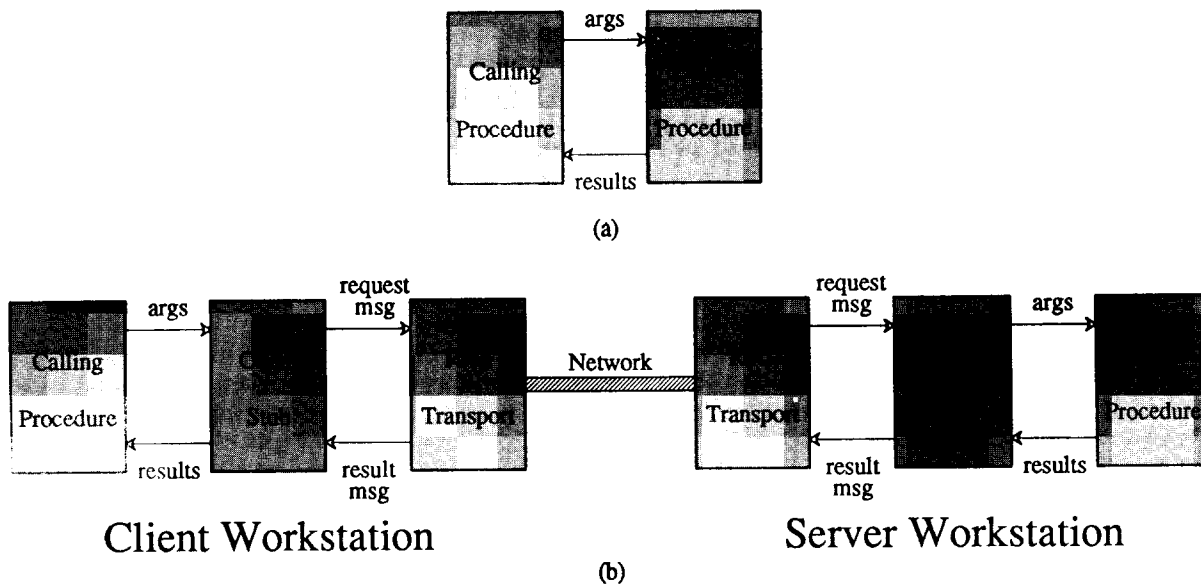 args
Calling
Procedure
Procedure
results
(a)
args
request
msg
Calling
Procedure
Stub
Transport
results
result
msg
Network
request
msg
args
Transport
Procedure
result
msg
results
Client Workstation
Server Workstation
(b)